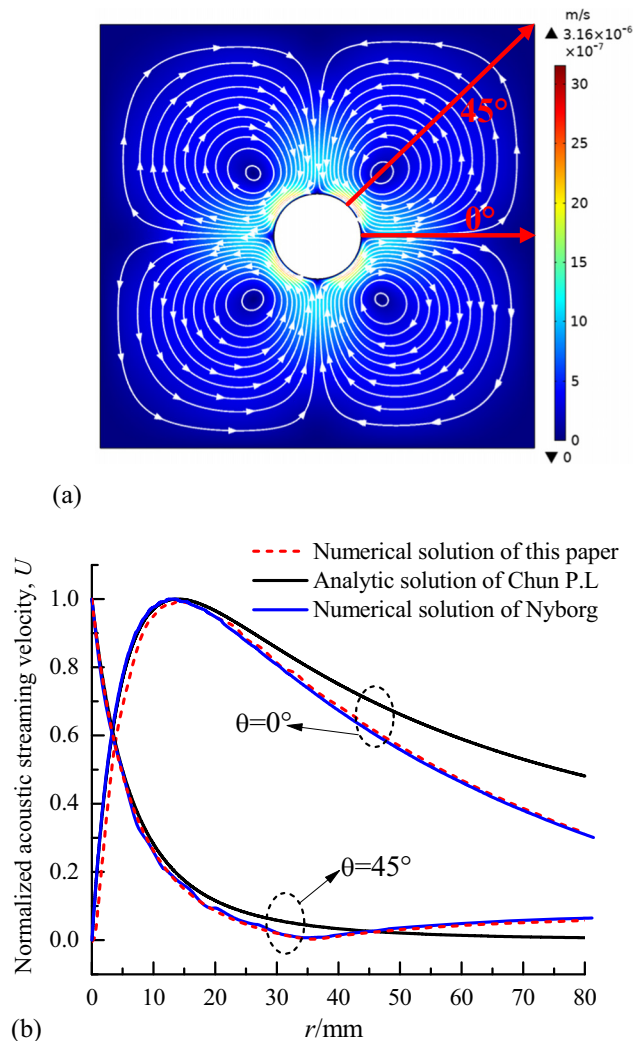 m/s
▲ 3.16×10⁻⁶
×10⁻⁷
30
25
20
15
10
5
0
▼ 0
45°
0°
(a)
Numerical solution of this paper
Analytic solution of Chun P.L
Numerical solution of Nyborg
Normalized acoustic streaming velocity, U
1.0
0.8
0.6
0.4
0.2
0.0
θ=0°
θ=45°
0 10 20 30 40 50 60 70 80
r/mm
(b)